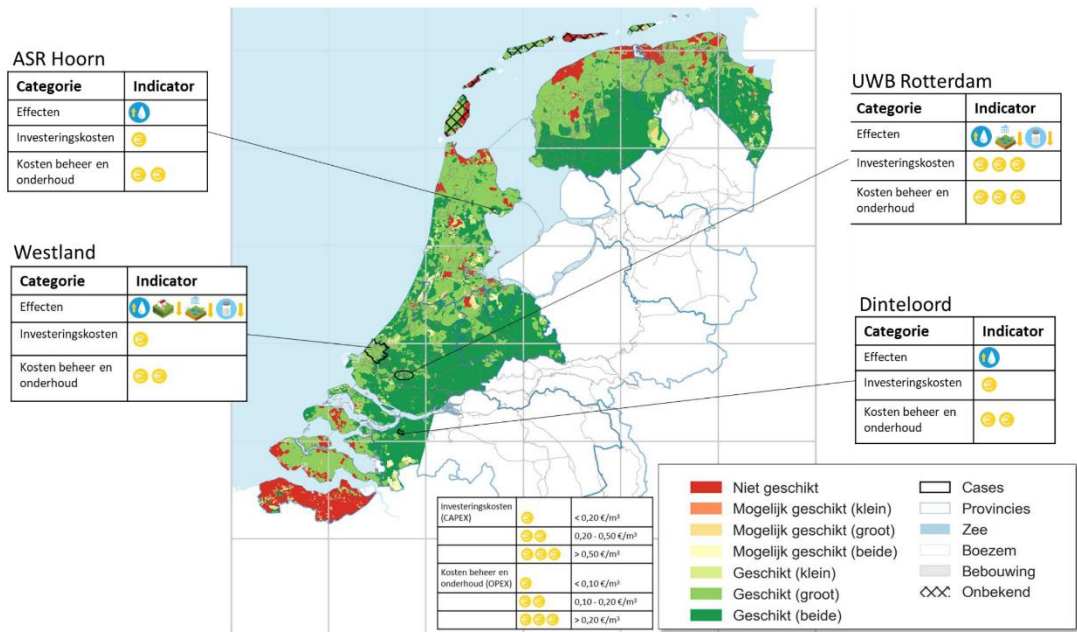 ASR Hoorn
Categorie Indicator
Effecten
Investeringskosten
Kosten beheer en
onderhoud
Westland
Categorie Indicator
Effecten
Investeringskosten
Kosten beheer en
onderhoud
UWB Rotterdam
Categorie Indicator
Effecten
Investeringskosten
Kosten beheer en
onderhoud
Dinteloord
Categorie Indicator
Effecten
Investeringskosten
Kosten beheer en
onderhoud
Investeringskosten
(CAPEX)
< 0,20 €/m³
0,20 - 0,50 €/m³
> 0,50 €/m³
Kosten beheer en
onderhoud (OPEX)
< 0,10 €/m³
0,10 - 0,20 €/m³
> 0,20 €/m³
Niet geschikt
Mogelijk geschikt (klein)
Mogelijk geschikt (groot)
Mogelijk geschikt (beide)
Geschikt (klein)
Geschikt (groot)
Geschikt (beide)
Cases
Provincies
Zee
Boezem
Bebouwing
Onbekend